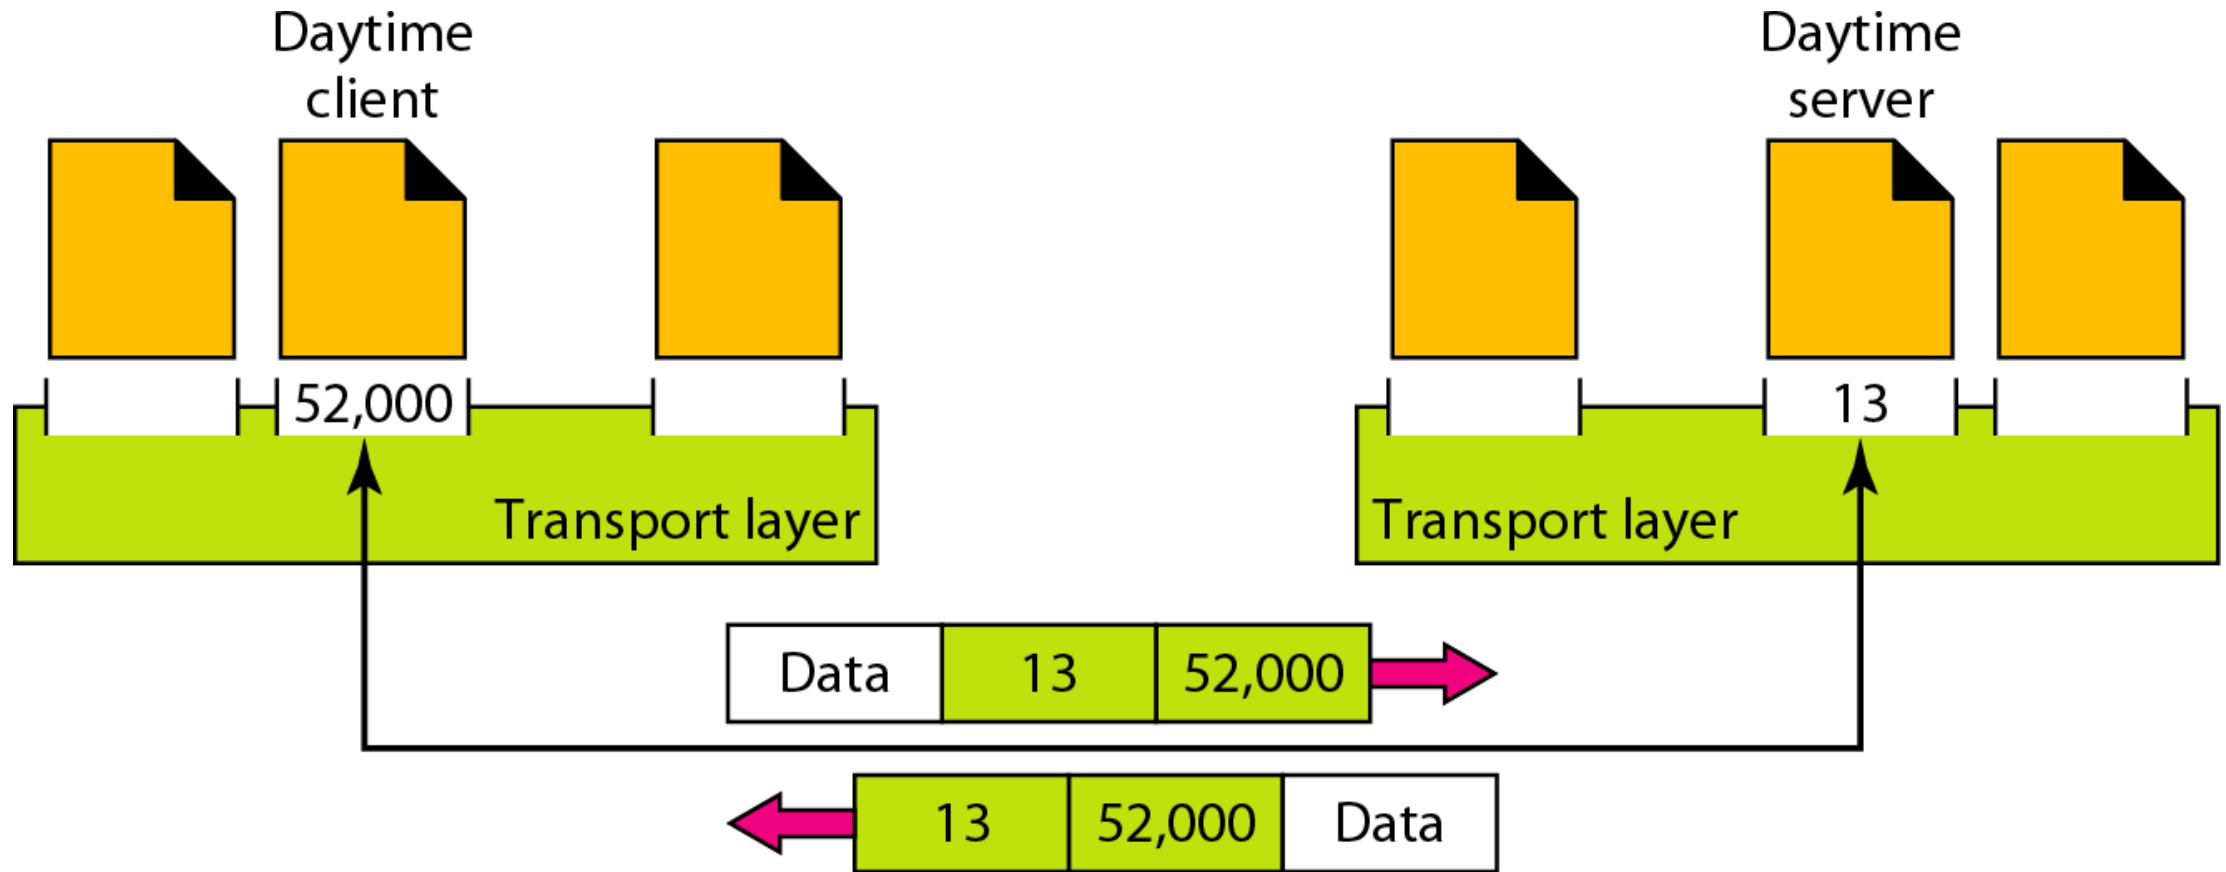 Daytime
client
Daytime
server
52,000
13
Transport layer
Transport layer
Data 13 52,000
13 52,000 Data